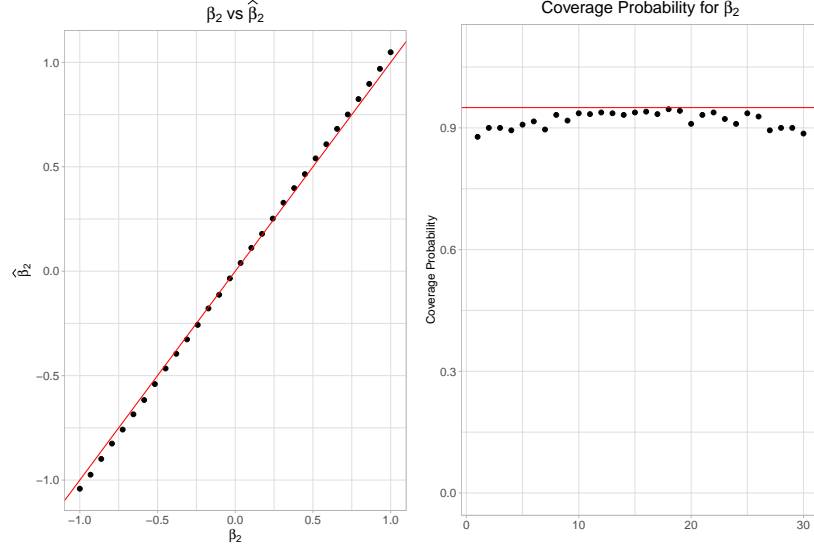 β₂ vs β̂₂
1.0
0.5
0.0
−0.5
−1.0
β̂₂
−1.0 −0.5 0.0 0.5 1.0
β₂
Coverage Probability for β₂
0.9
0.6
0.3
0.0
Coverage Probability
0 10 20 30